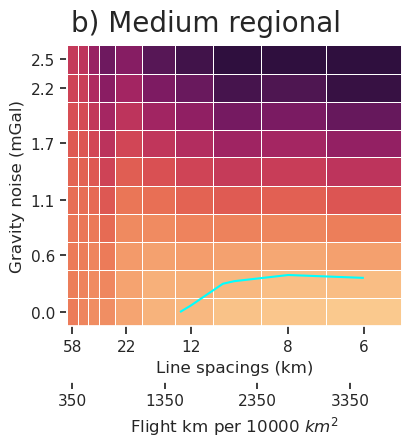 b) Medium regional
Gravity noise (mGal)
2.5
2.2
1.7
1.1
0.6
0.0
58 22 12 8 6
Line spacings (km)
350 1350 2350 3350
Flight km per 10000 km²